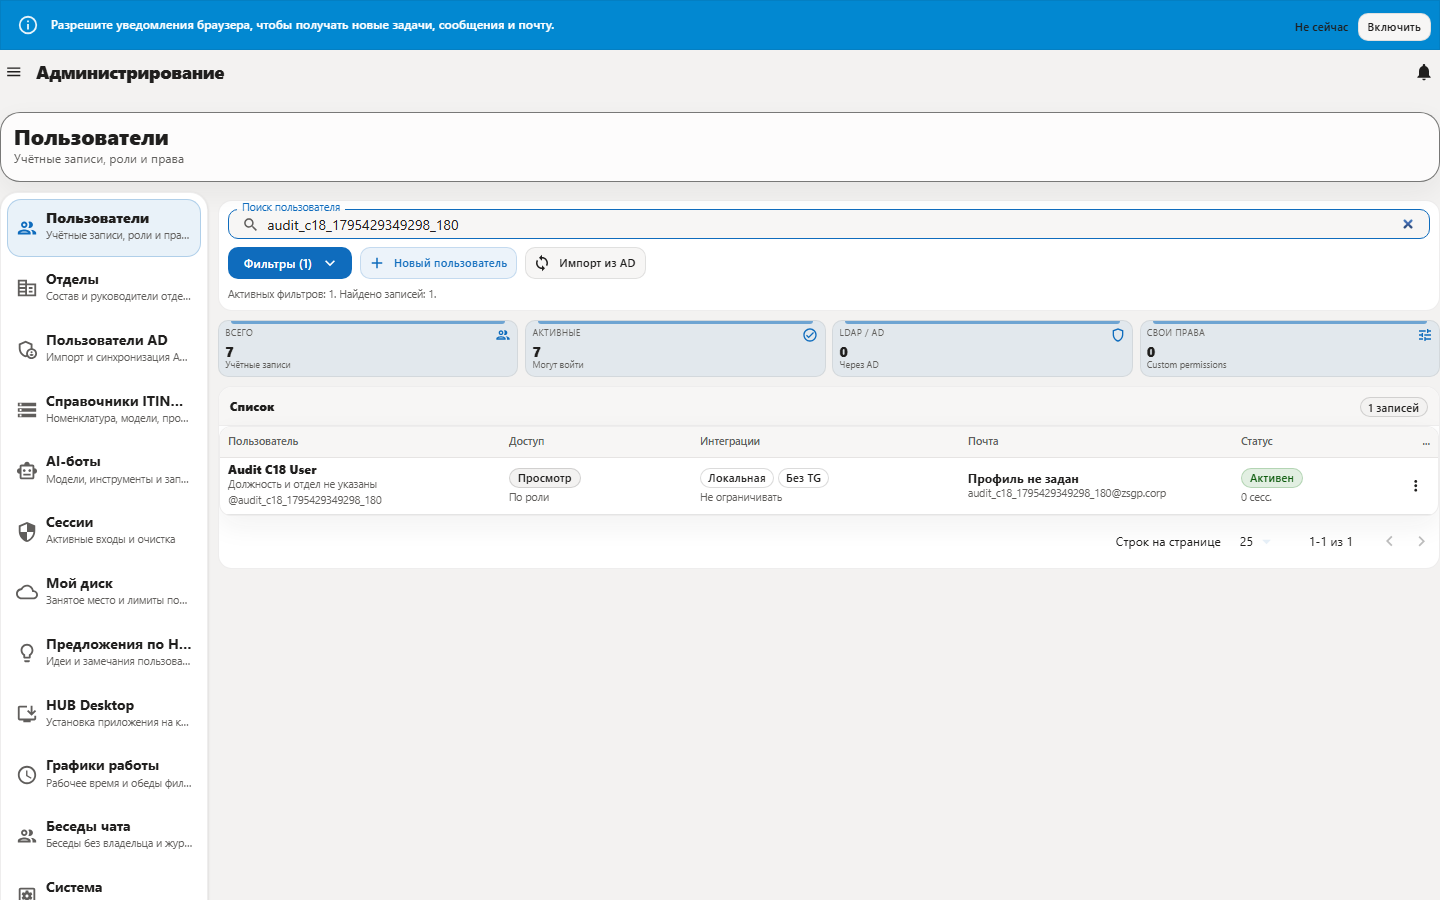 Разрешите уведомления браузера, чтобы получать новые задачи, сообщения и почту.
Не сейчас
Включить
Администрирование
Пользователи
Учётные записи, роли и права
Пользователи
Учётные записи, роли и пра...
Отделы
Состав и руководители отде...
Пользователи AD
Импорт и синхронизация A...
Справочники ITIN...
Номенклатура, модели, про...
AI-боты
Модели, инструменты и зап...
Сессии
Активные входы и очистка
Мой диск
Занятое место и лимиты по...
Предложения по H...
Идеи и замечания пользова...
HUB Desktop
Установка приложения на к...
Графики работы
Рабочее время и обеды фил...
Беседы чата
Беседы без владельца и жур...
Система
Поиск пользователя
audit_c18_1795429349298_180
Фильтры (1)
Новый пользователь
Импорт из AD
Активных фильтров: 1. Найдено записей: 1.
ВСЕГО
7
Учётные записи
АКТИВНЫЕ
7
Могут войти
LDAP / AD
0
Через AD
СВОИ ПРАВА
0
Custom permissions
Список
1 записей
Пользователь Доступ Интеграции Почта Статус ...
Audit C18 User
Должность и отдел не указаны
@audit_c18_1795429349298_180
Просмотр
По роли
Локальная Без TG
Не ограничивать
Профиль не задан
audit_c18_1795429349298_180@zsgp.corp
Активен
0 сесс.
Строк на странице 25 1-1 из 1